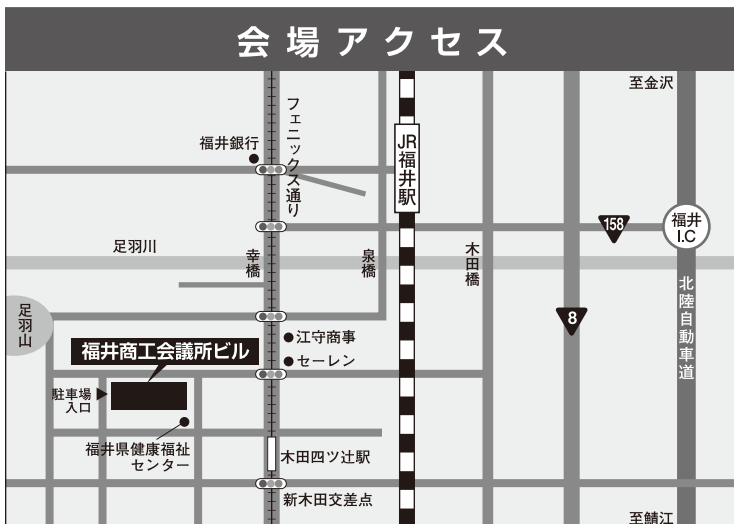 会場アクセス
至金沢
フェニックス通り
福井銀行
JR福井駅
158
福井
I.C
足羽川
幸橋
泉橋
木田橋
北陸自動車道
足羽山
8
江守商事
福井商工会議所ビル
セーレン
駐車場
入口
福井県健康福祉
センター
木田四ツ辻駅
新木田交差点
至鯖江